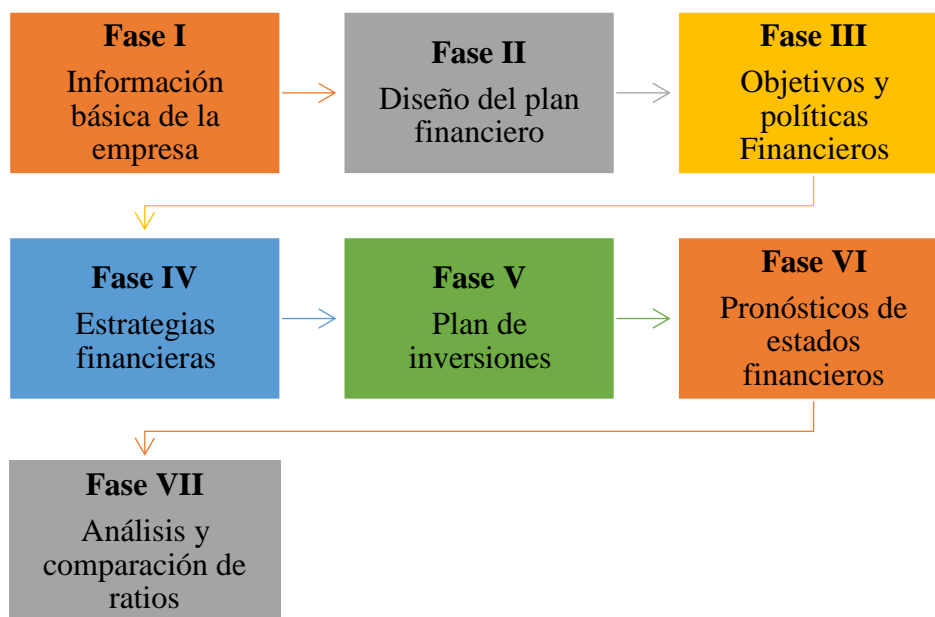 Fase I
Información
básica de la
empresa
Fase II
Diseño del plan
financiero
Fase III
Objetivos y
políticas
Financieros
Fase IV
Estrategias
financieras
Fase V
Plan de
inversiones
Fase VI
Pronósticos de
estados
financieros
Fase VII
Análisis y
comparación de
ratios